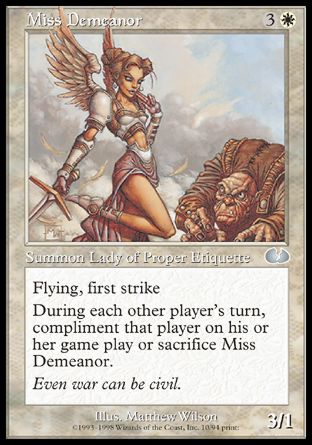 Miss Demeanor 3
Summon Lady of Proper Etiquette
Flying, first strike
During each other player's turn,
compliment that player on his or
her game play or sacrifice Miss
Demeanor.
Even war can be civil.
Illus. Matthew Wilson
©1993–1998 Wizards of the Coast, Inc. 10/94 print:
3/1